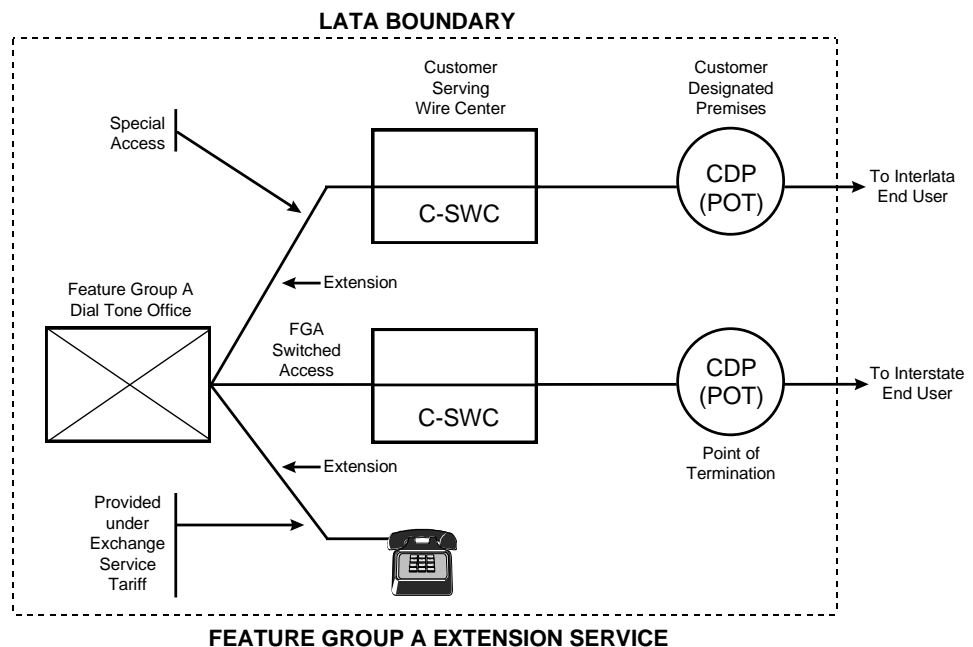 LATA BOUNDARY
Customer
Serving
Wire Center
Customer
Designated
Premises
Special
Access
CDP
(POT)
To Interlata
End User
C-SWC
Extension
Feature Group A
Dial Tone Office
FGA
Switched
Access
CDP
(POT)
To Interstate
End User
C-SWC
Extension
Point of
Termination
Provided
under
Exchange
Service
Tariff
FEATURE GROUP A EXTENSION SERVICE